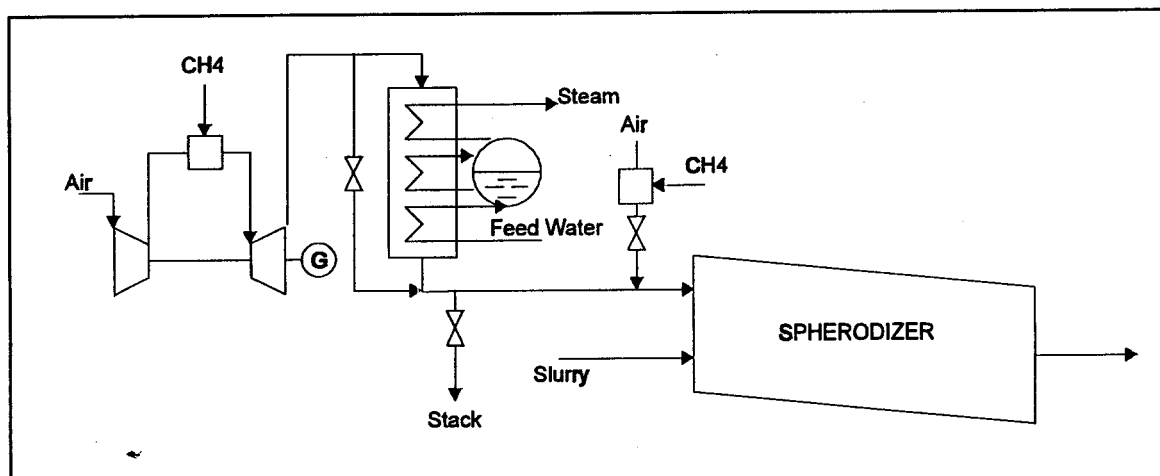 CH4
Steam
Air
CH4
Air
Feed Water
G
SPHERODIZER
Slurry
Stack